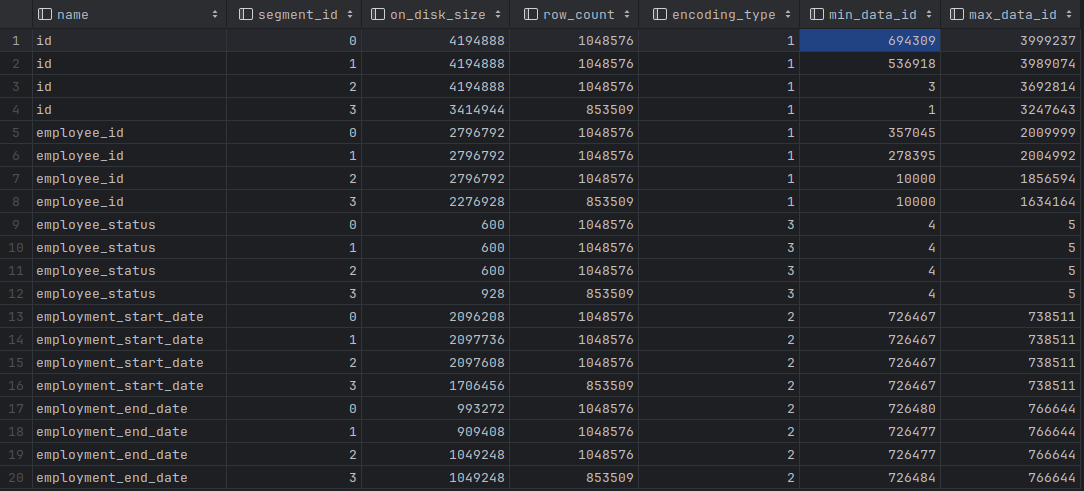 name segment_id on_disk_size row_count encoding_type min_data_id max_data_id
1 id 0 4194888 1048576 1 694309 3999237
2 id 1 4194888 1048576 1 536918 3989074
3 id 2 4194888 1048576 1 3 3692814
4 id 3 3414944 853509 1 1 3247643
5 employee_id 0 2796792 1048576 1 357045 2009999
6 employee_id 1 2796792 1048576 1 278395 2004992
7 employee_id 2 2796792 1048576 1 10000 1856594
8 employee_id 3 2276928 853509 1 10000 1634164
9 employee_status 0 600 1048576 3 4 5
10 employee_status 1 600 1048576 3 4 5
11 employee_status 2 600 1048576 3 4 5
12 employee_status 3 928 853509 3 4 5
13 employment_start_date 0 2096208 1048576 2 726467 738511
14 employment_start_date 1 2097736 1048576 2 726467 738511
15 employment_start_date 2 2097608 1048576 2 726467 738511
16 employment_start_date 3 1706456 853509 2 726467 738511
17 employment_end_date 0 993272 1048576 2 726480 766644
18 employment_end_date 1 909408 1048576 2 726477 766644
19 employment_end_date 2 1049248 1048576 2 726477 766644
20 employment_end_date 3 1049248 853509 2 726484 766644